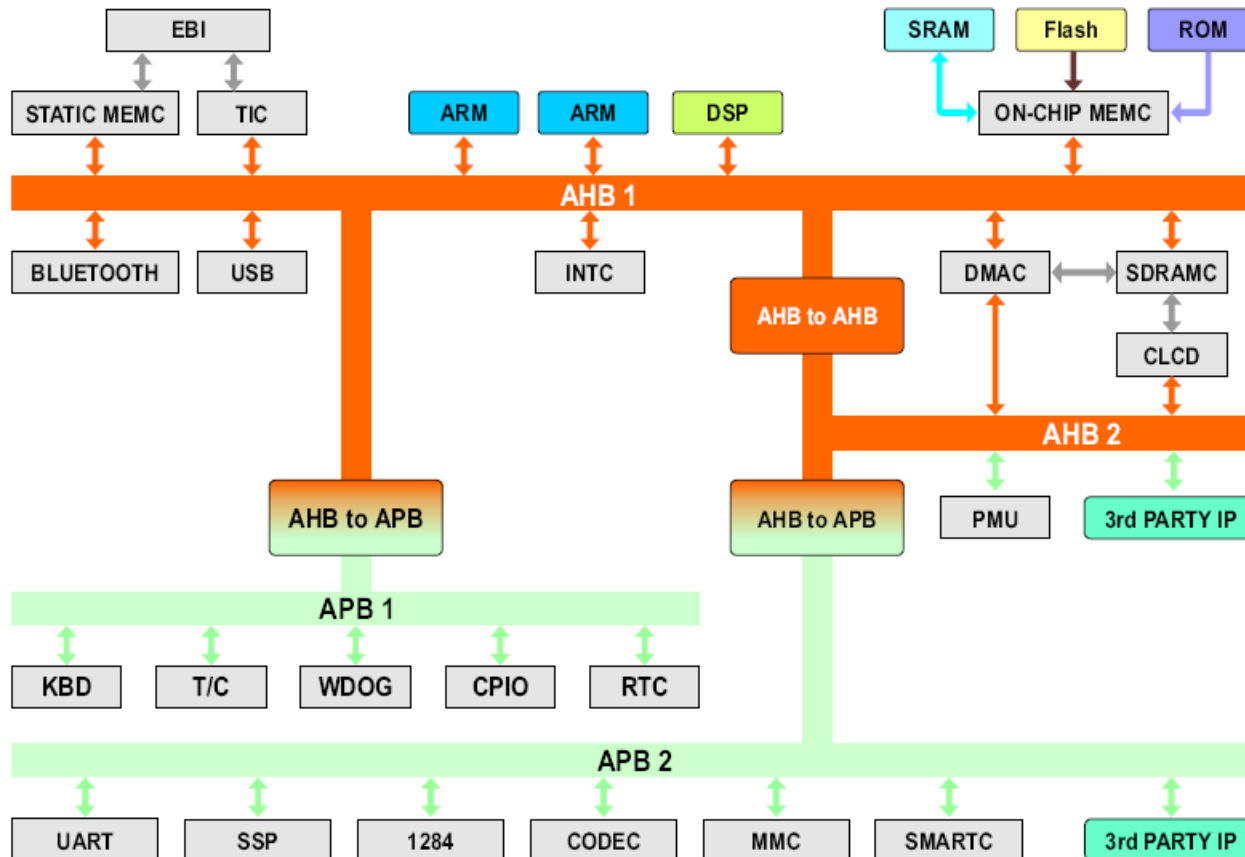 EBI
SRAM
Flash
ROM
STATIC MEMC
TIC
ARM
ARM
DSP
ON-CHIP MEMC
AHB 1
BLUETOOTH
USB
INTC
DMAC
SDRAMC
AHB to AHB
CLCD
AHB 2
AHB to APB
AHB to APB
PMU
3rd PARTY IP
APB 1
KBD
T/C
WDOG
CPIO
RTC
APB 2
UART
SSP
1284
CODEC
MMC
SMARTC
3rd PARTY IP